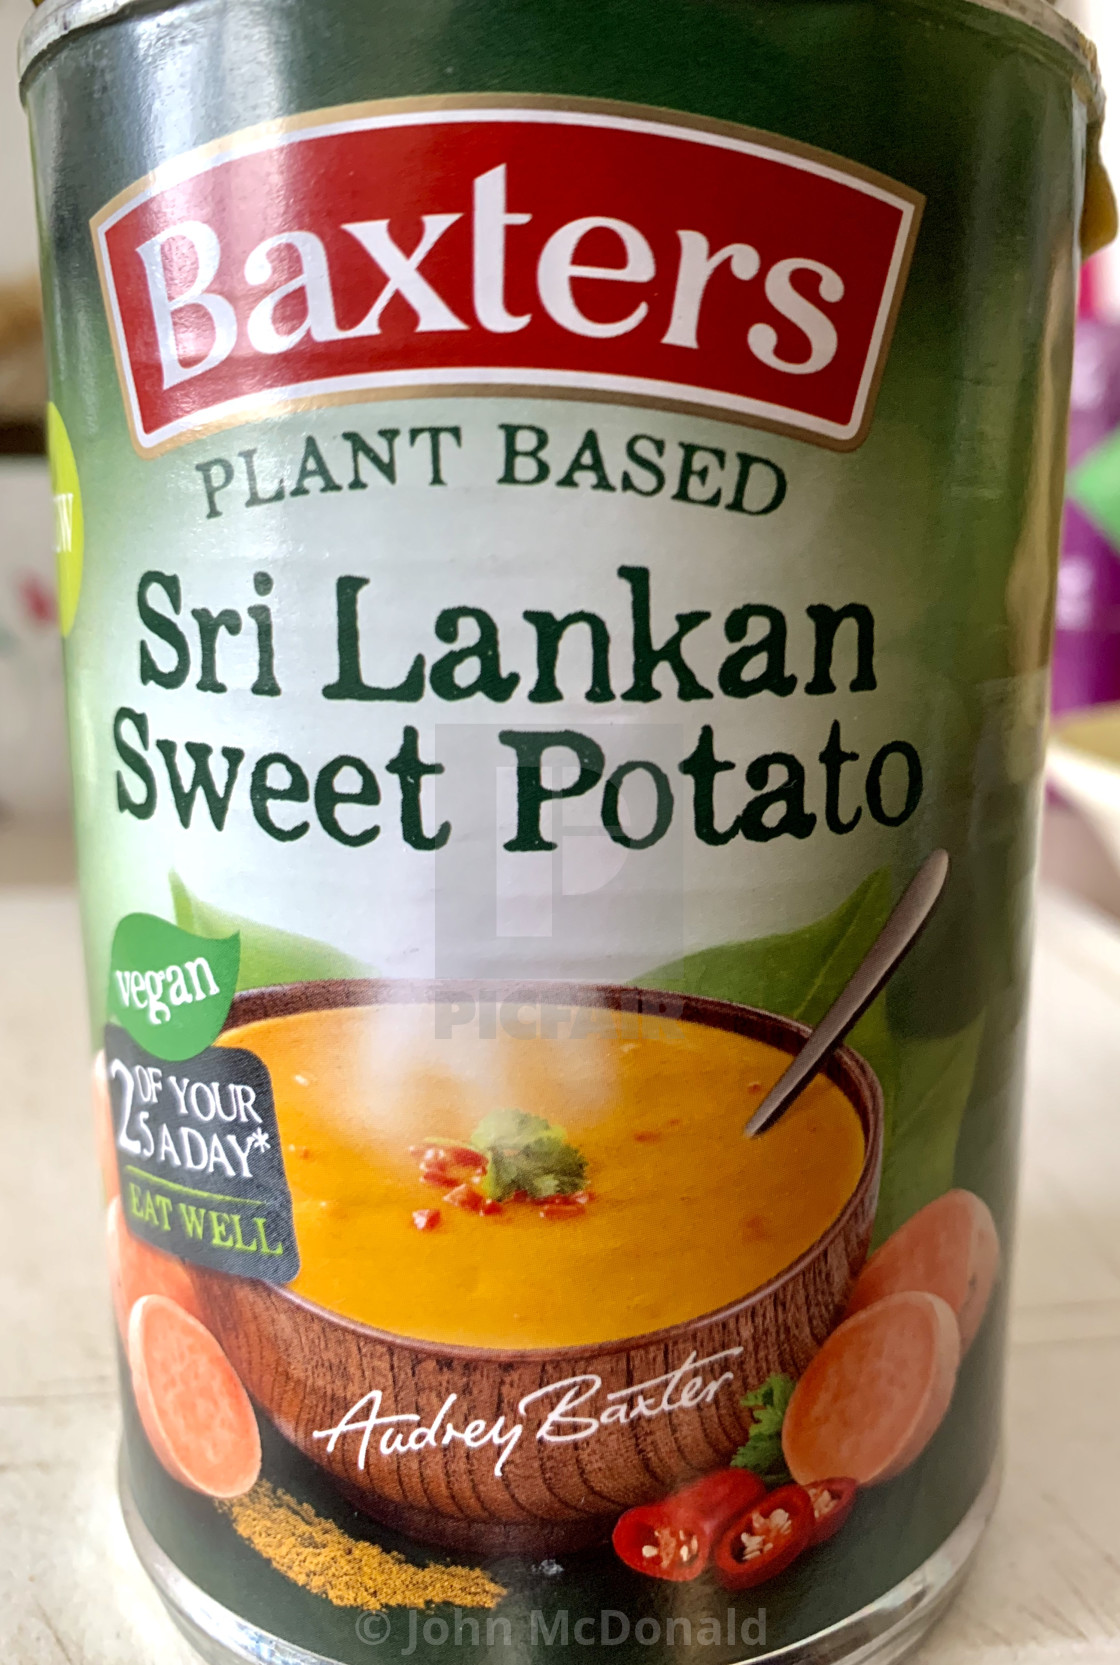 Baxters
PLANT BASED
Sri Lankan
Sweet Potato
vegan
2 OF YOUR
5 A DAY*
EAT WELL
PICFAIR
Audrey Baxter
© John McDonald